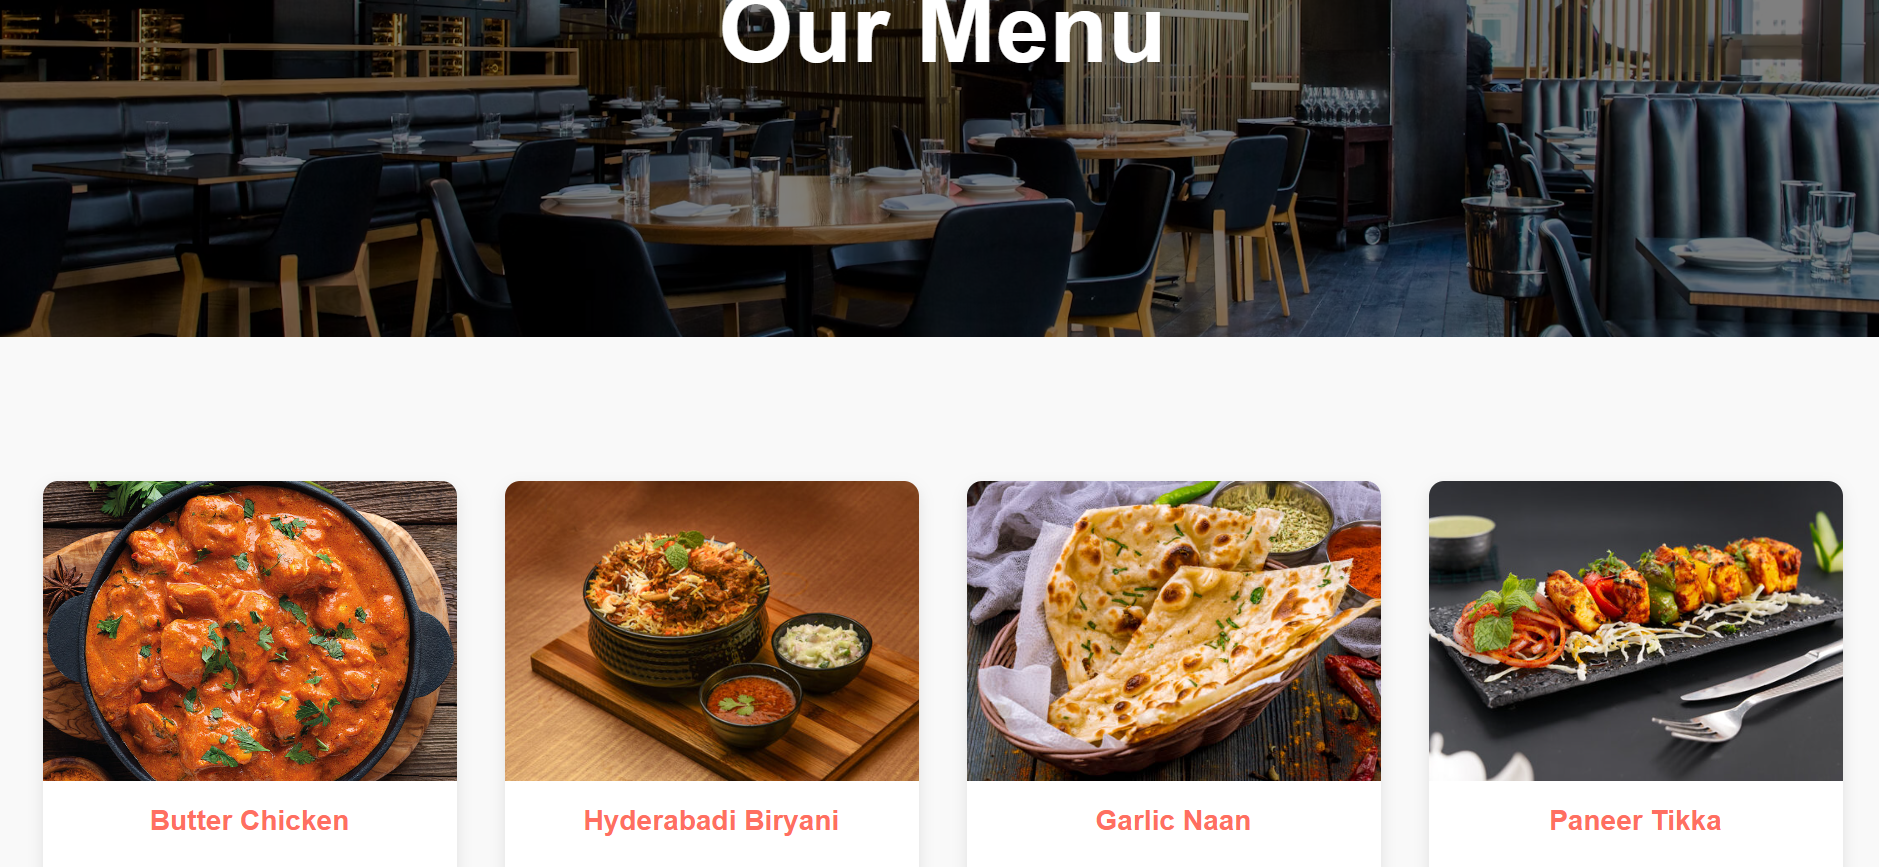 Our Menu
Butter Chicken
Hyderabadi Biryani
Garlic Naan
Paneer Tikka